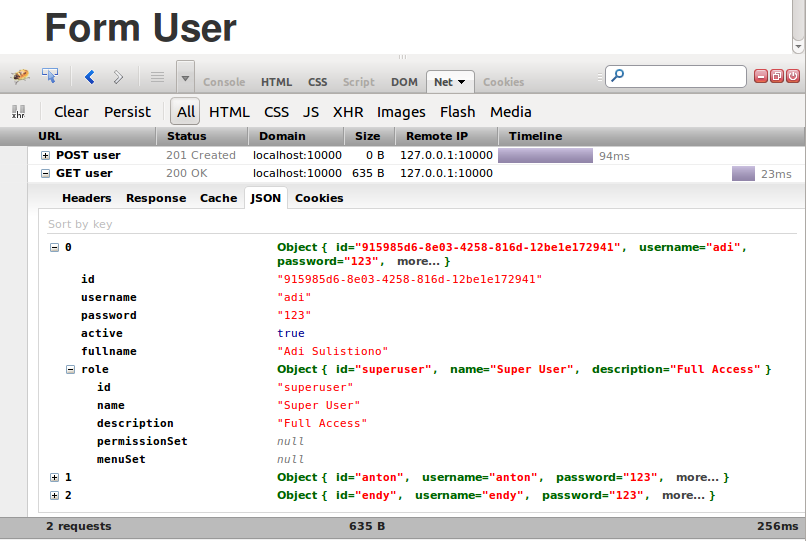 Form User
Console HTML CSS Script DOM Net Cookies
xhr Clear Persist All HTML CSS JS XHR Images Flash Media
URL Status Domain Size Remote IP Timeline
POST user 201 Created localhost:10000 0 B 127.0.0.1:10000 94ms
GET user 200 OK localhost:10000 635 B 127.0.0.1:10000 23ms
Headers Response Cache JSON Cookies
Sort by key
0 Object { id="915985d6-8e03-4258-816d-12be1e172941", username="adi",
password="123", more... }
id "915985d6-8e03-4258-816d-12be1e172941"
username "adi"
password "123"
active true
fullname "Adi Sulistiono"
role Object { id="superuser", name="Super User", description="Full Access" }
id "superuser"
name "Super User"
description "Full Access"
permissionSet null
menuSet null
1 Object { id="anton", username="anton", password="123", more... }
2 Object { id="endy", username="endy", password="123", more... }
2 requests 635 B 256ms